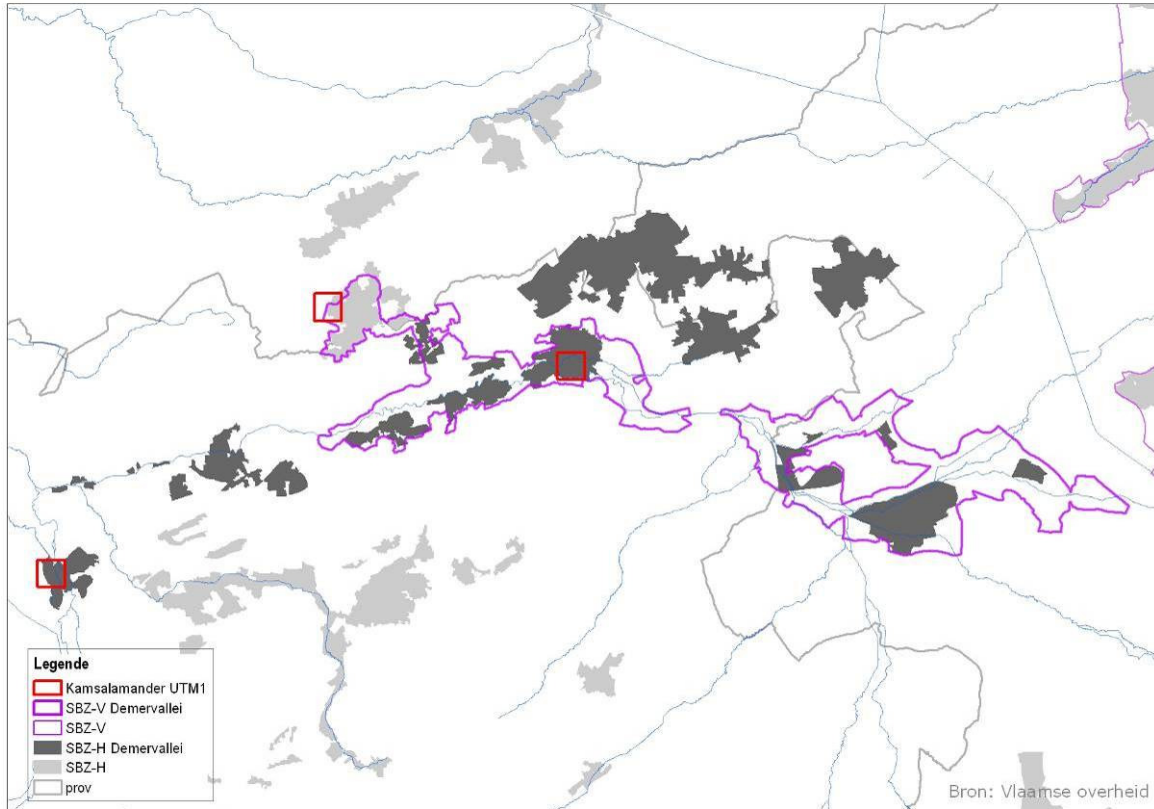 Legende
Kamsalamander UTM1
SBZ-V Demervallei
SBZ-V
SBZ-H Demervallei
SBZ-H
prov
Bron: Vlaamse overheid